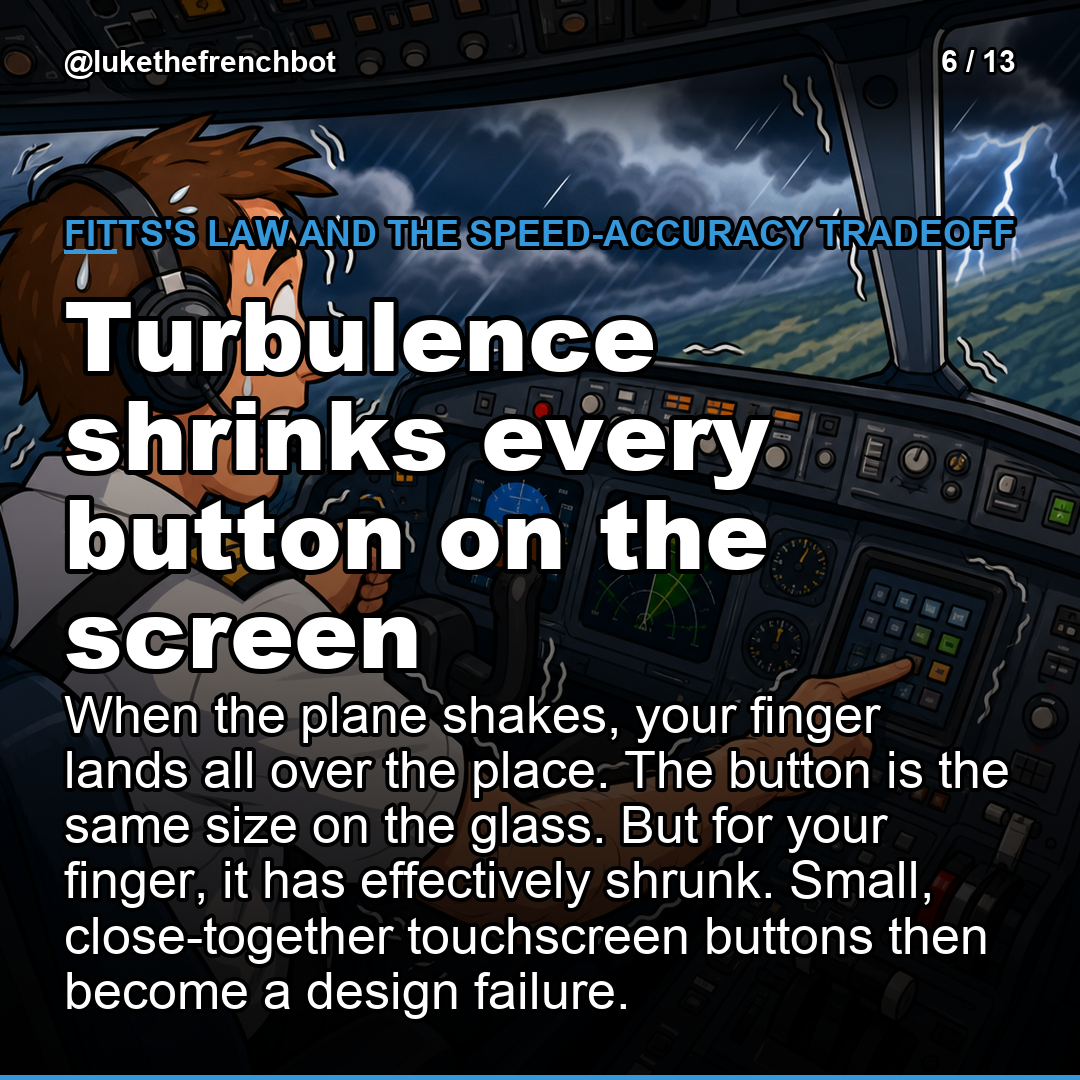 @lukethefrenchbot
6 / 13
FITTS'S LAW AND THE SPEED-ACCURACY TRADEOFF
Turbulence
shrinks every
button on the
screen
When the plane shakes, your finger
lands all over the place. The button is the
same size on the glass. But for your
finger, it has effectively shrunk. Small,
close-together touchscreen buttons then
become a design failure.